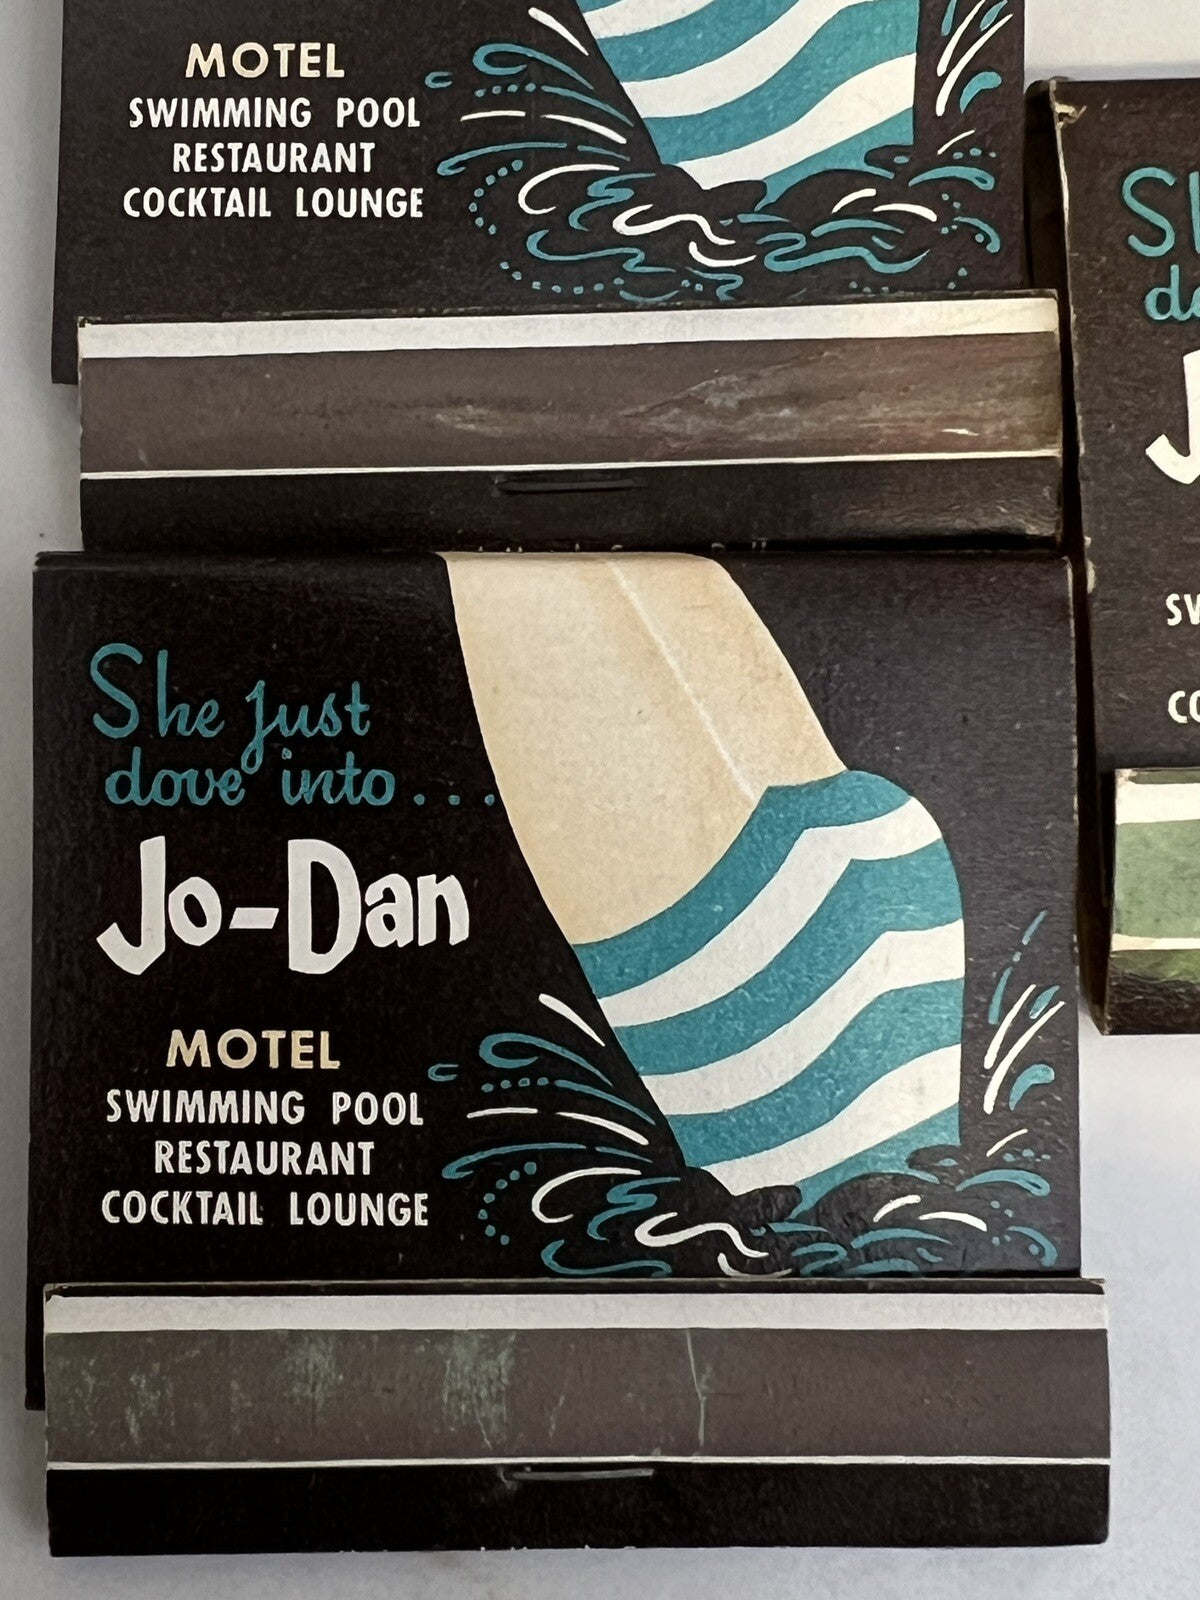 MOTEL
SWIMMING POOL
RESTAURANT
COCKTAIL LOUNGE
She just
dove into...
Jo-Dan
MOTEL
SWIMMING POOL
RESTAURANT
COCKTAIL LOUNGE